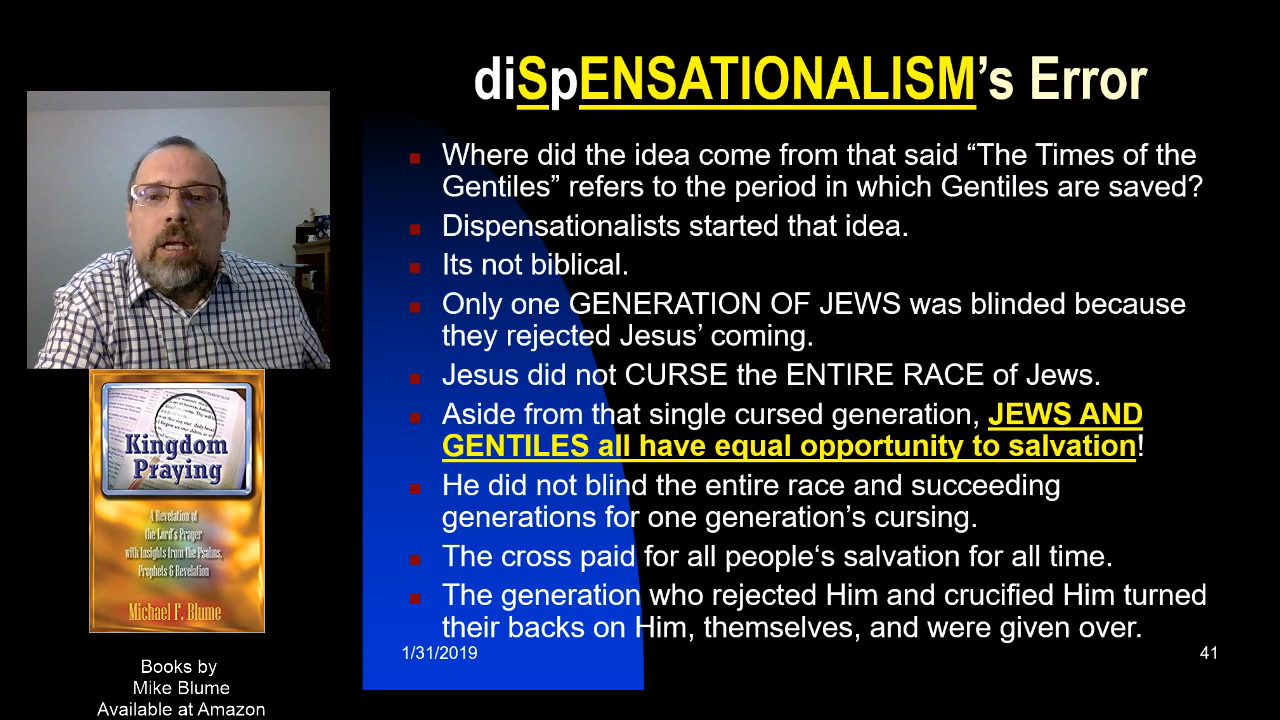 diSpENSATIONALISM’s Error
Where did the idea come from that said “The Times of the
Gentiles” refers to the period in which Gentiles are saved?
Dispensationalists started that idea.
Its not biblical.
Only one GENERATION OF JEWS was blinded because
they rejected Jesus’ coming.
Jesus did not CURSE the ENTIRE RACE of Jews.
Aside from that single cursed generation, JEWS AND
GENTILES all have equal opportunity to salvation!
He did not blind the entire race and succeeding
generations for one generation’s cursing.
The cross paid for all people‘s salvation for all time.
The generation who rejected Him and crucified Him turned
their backs on Him, themselves, and were given over.
1/31/2019
41
Kingdom
Praying
A Revelation of
the Lord's Prayer
with Insights from the Psalms,
Prophets & Revelation
Michael F. Blume
Books by
Mike Blume
Available at Amazon